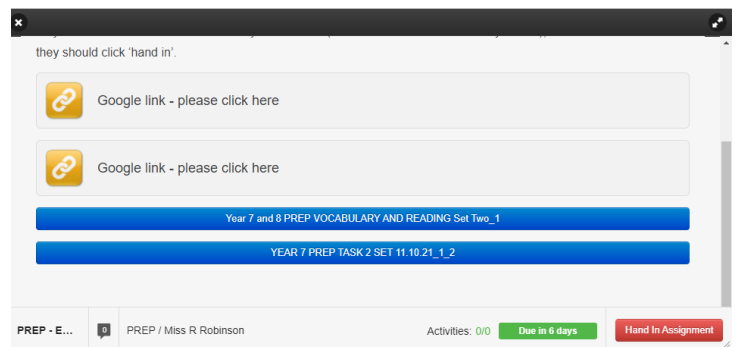 they should click 'hand in'.
Google link - please click here
Google link - please click here
Year 7 and 8 PREP VOCABULARY AND READING Set Two_1
YEAR 7 PREP TASK 2 SET 11.10.21_1_2
PREP - E... 0 PREP / Miss R Robinson Activities: 0/0 Due in 6 days Hand In Assignment